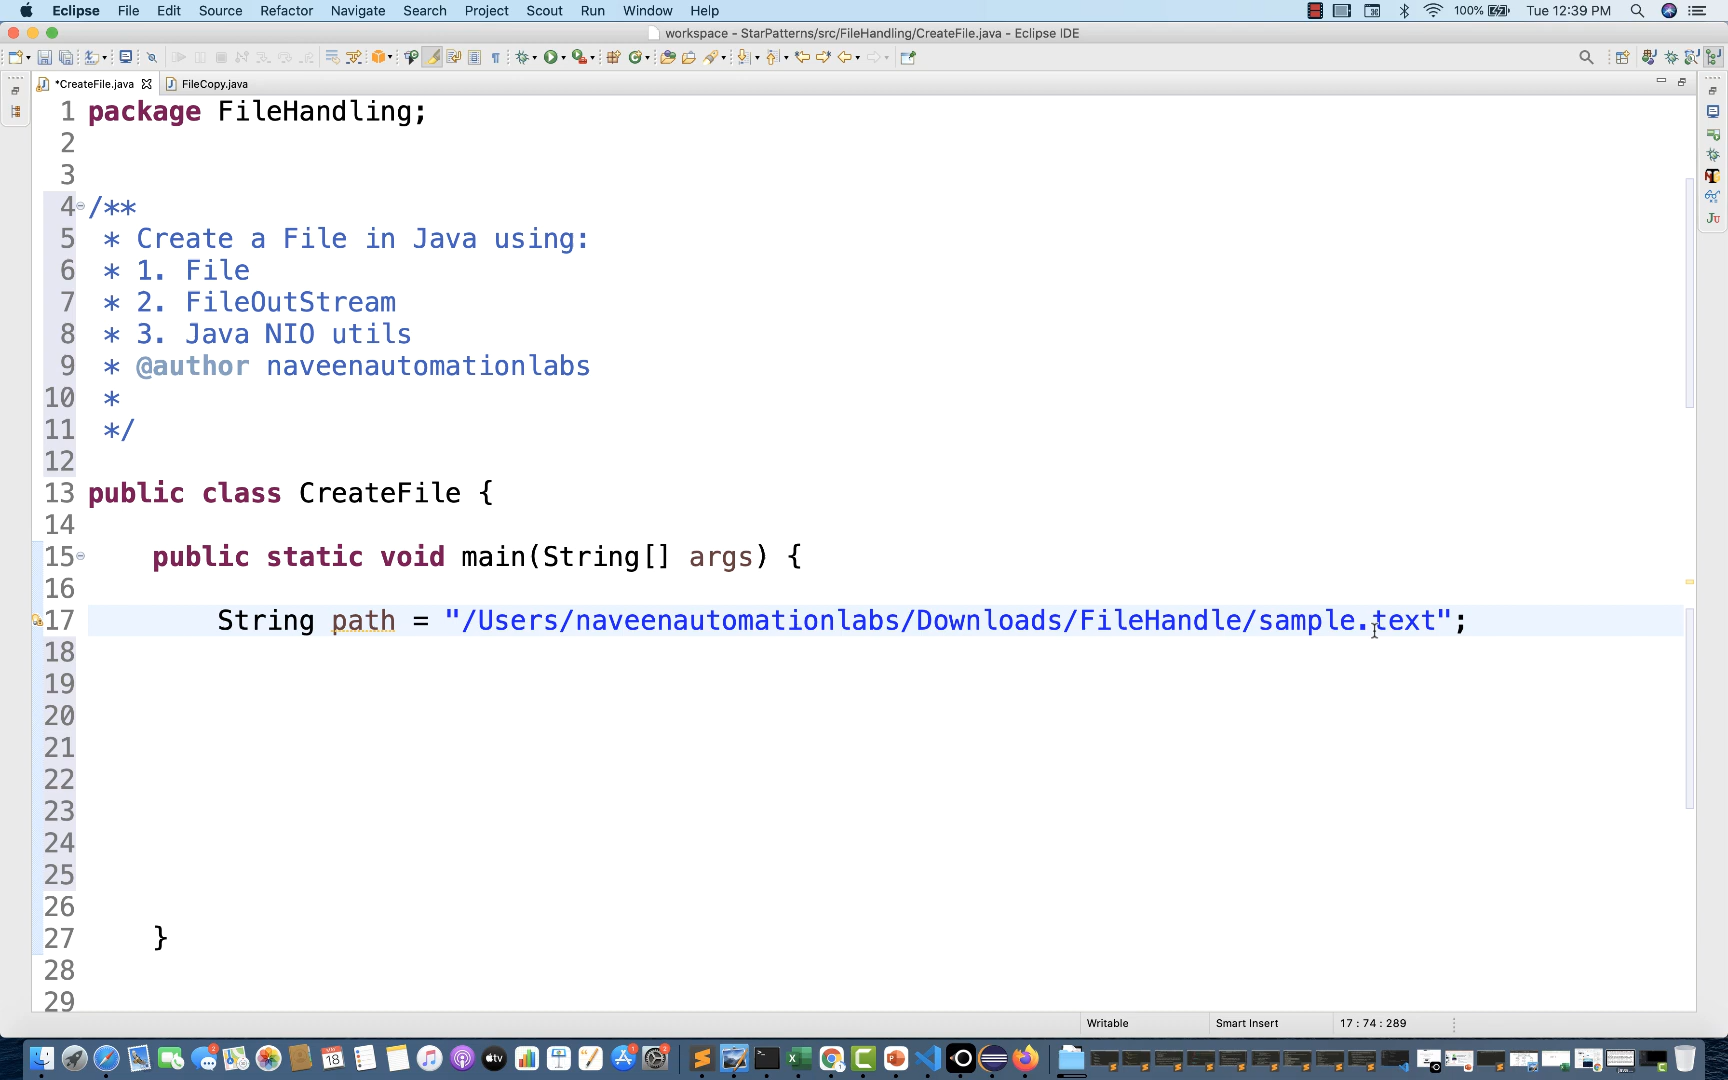 Eclipse File Edit Source Refactor Navigate Search Project Scout Run Window Help 100% Tue 12:39 PM
workspace - StarPatterns/src/FileHandling/CreateFile.java - Eclipse IDE
*CreateFile.java FileCopy.java
1 package FileHandling;
2
3
4 /**
5 * Create a File in Java using:
6 * 1. File
7 * 2. FileOutStream
8 * 3. Java NIO utils
9 * @author naveenautomationlabs
10 *
11 */
12
13 public class CreateFile {
14
15 public static void main(String[] args) {
16
17 String path = "/Users/naveenautomationlabs/Downloads/FileHandle/sample.text";
18
19
20
21
22
23
24
25
26
27 }
28
29
Writable Smart Insert 17 : 74 : 289